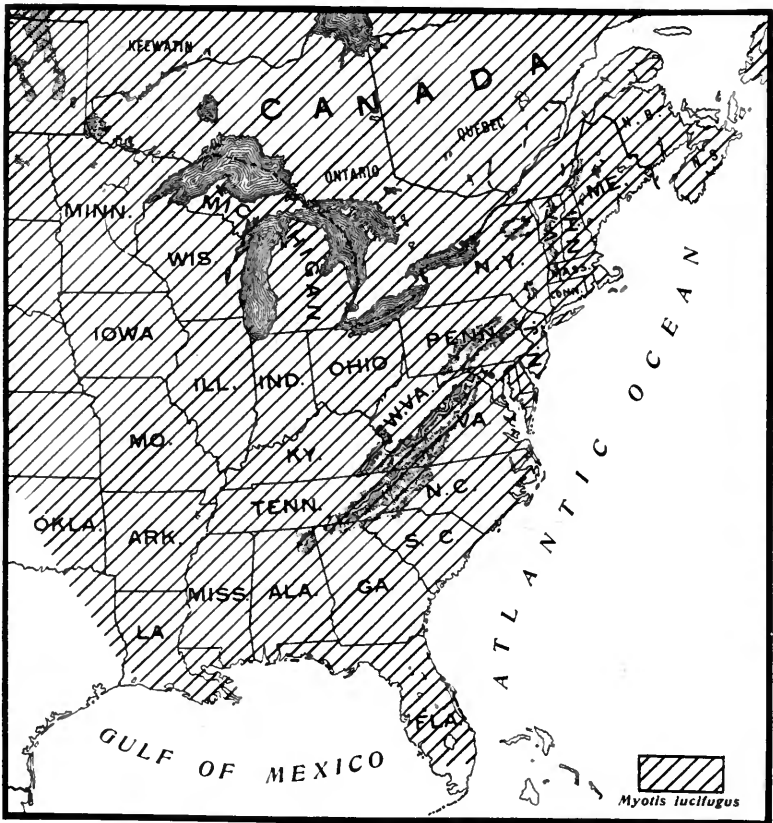 KEEWATIN
CANADA
QUEBEC
N.B.
N.S.
ONTARIO
ME.
MINN.
MICHIGAN
WIS.
N.Y.
MASS.
CONN.
IOWA
PENN.
ILL.
IND.
OHIO
W.VA.
VA.
MO.
KY.
N.C.
TENN.
OKLA.
ARK.
S. C
MISS.
ALA.
GA
LA
FLA.
ATLANTIC OCEAN
GULF OF MEXICO
Myotis lucifugus